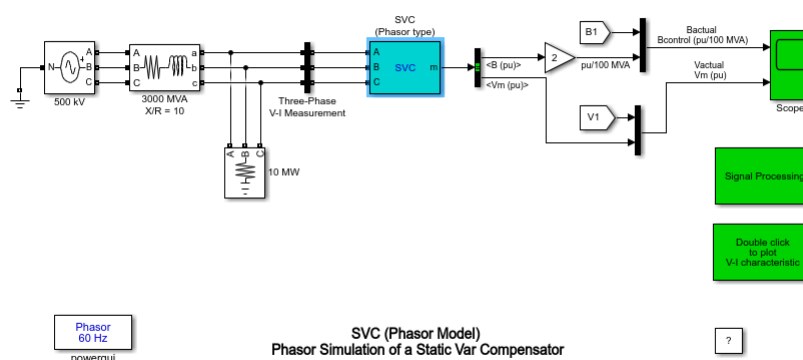 SVC
(Phasor type)
N
A
B
C
500 kV
A
B
C
a
b
c
3000 MVA
X/R = 10
Three-Phase
V-I Measurement
A
B
C
SVC
m
<B (pu)>
<Vm (pu)>
2
pu/100 MVA
B1
V1
Bactual
Bcontrol (pu/100 MVA)
Vactual
Vm (pu)
Scope
A B C
10 MW
Signal Processing
Double click
to plot
V-I characteristic
Phasor
60 Hz
powergui
SVC (Phasor Model)
Phasor Simulation of a Static Var Compensator
?